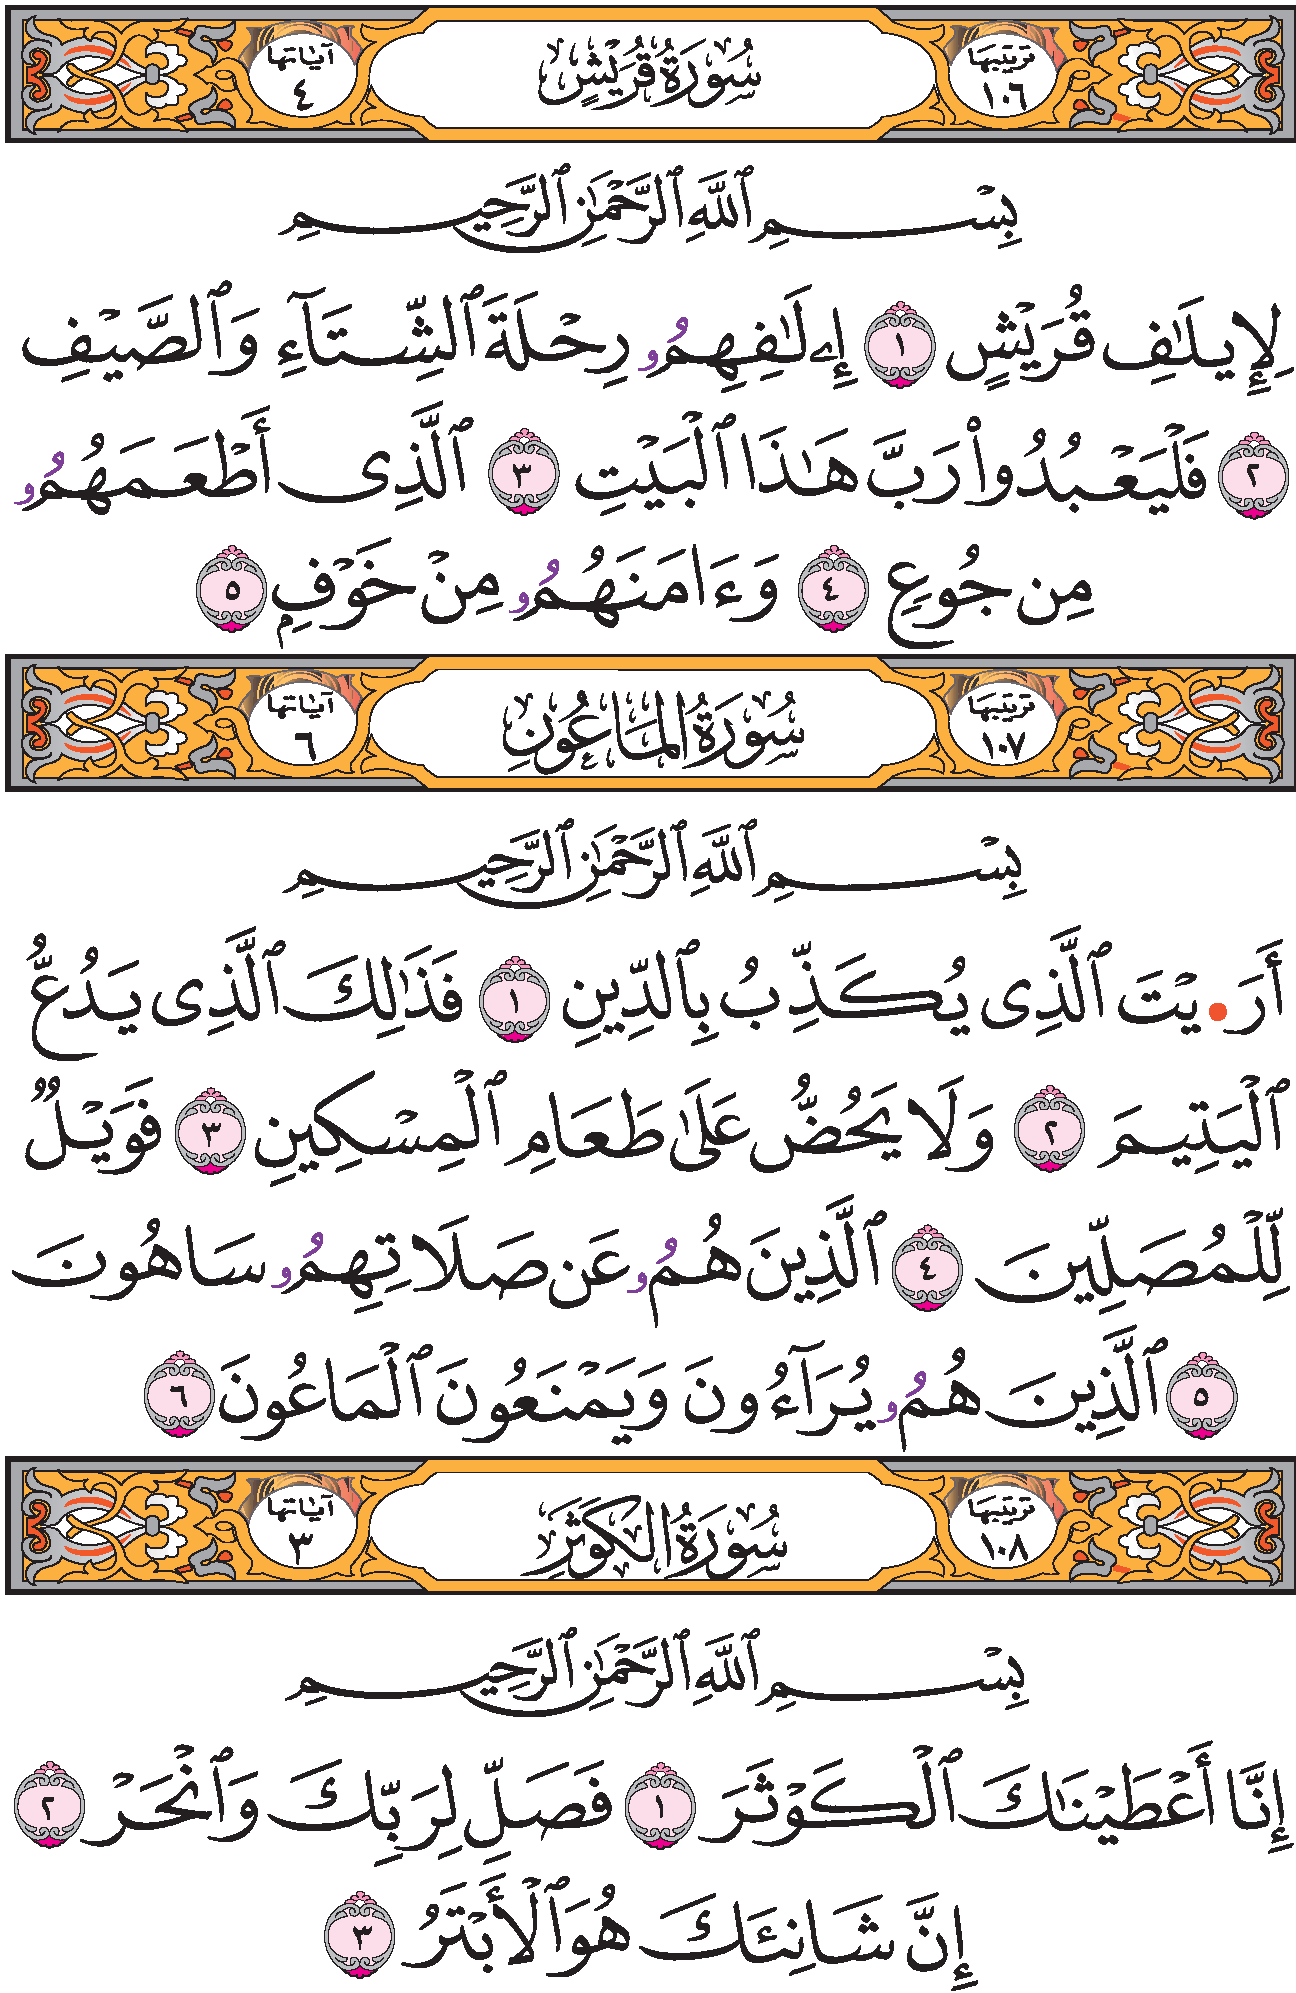 ترتيبها ١٠٦ سُورَةُ قُرَيْشٍ آياتها ٤
بِسْمِ ٱللَّهِ ٱلرَّحْمَٰنِ ٱلرَّحِيمِ
لِإِيلَٰفِ قُرَيْشٍ ١ إِۦلَٰفِهِمُۥ رِحْلَةَ ٱلشِّتَآءِ وَٱلصَّيْفِ
٢ فَلْيَعْبُدُوا۟ رَبَّ هَٰذَا ٱلْبَيْتِ ٣ ٱلَّذِى أَطْعَمَهُمُۥ
مِن جُوعٍ ٤ وَءَامَنَهُمُۥ مِنْ خَوْفٍۭ ٥
ترتيبها ١٠٧ سُورَةُ المَاعُونِ آياتها ٦
بِسْمِ ٱللَّهِ ٱلرَّحْمَٰنِ ٱلرَّحِيمِ
أَرَ•يْتَ ٱلَّذِى يُكَذِّبُ بِٱلدِّينِ ١ فَذَٰلِكَ ٱلَّذِى يَدُعُّ
ٱلْيَتِيمَ ٢ وَلَا يَحُضُّ عَلَىٰ طَعَامِ ٱلْمِسْكِينِ ٣ فَوَيْلٌ
لِّلْمُصَلِّينَ ٤ ٱلَّذِينَ هُمُۥ عَن صَلَاتِهِمُۥ سَاهُونَ
٥ ٱلَّذِينَ هُمُۥ يُرَآءُونَ وَيَمْنَعُونَ ٱلْمَاعُونَ ٦
ترتيبها ١٠٨ سُورَةُ الكَوْثَرِ آياتها ٣
بِسْمِ ٱللَّهِ ٱلرَّحْمَٰنِ ٱلرَّحِيمِ
إِنَّا أَعْطَيْنَٰكَ ٱلْكَوْثَرَ ١ فَصَلِّ لِرَبِّكَ وَٱنْحَرْ ٢
إِنَّ شَانِئَكَ هُوَ ٱلْأَبْتَرُ ٣